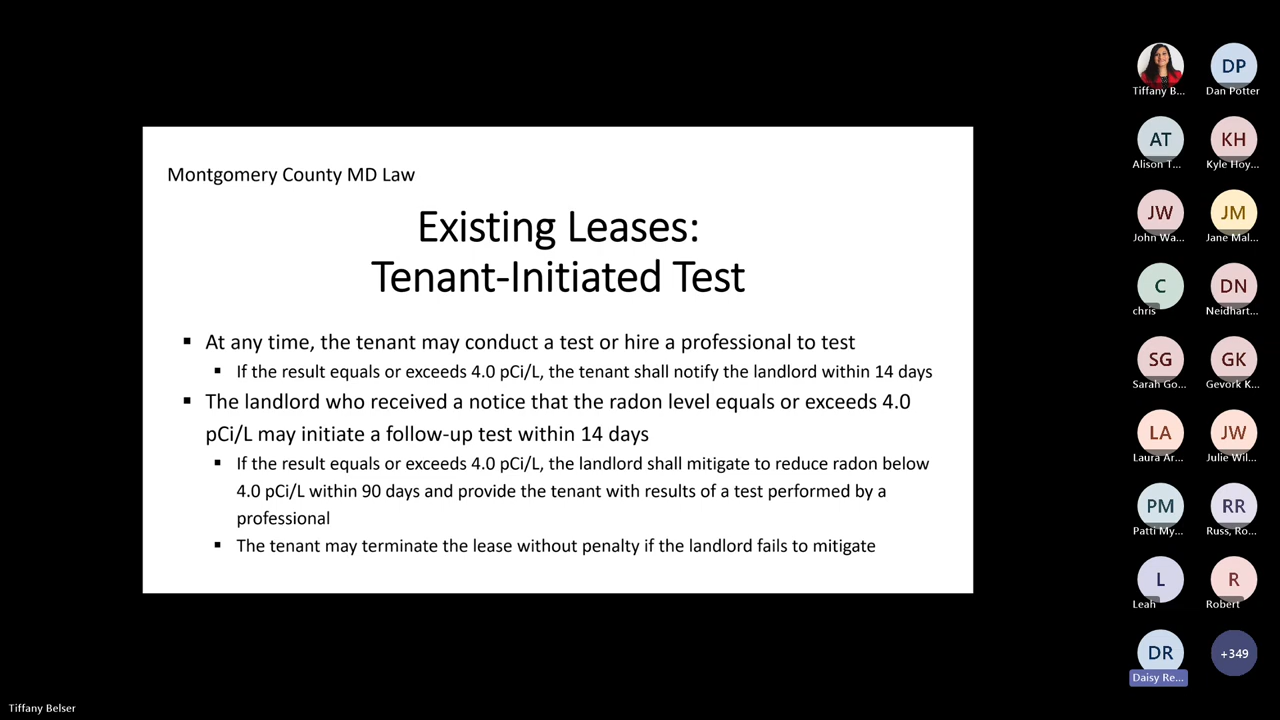 Montgomery County MD Law
Existing Leases:
Tenant-Initiated Test
▪ At any time, the tenant may conduct a test or hire a professional to test
▪ If the result equals or exceeds 4.0 pCi/L, the tenant shall notify the landlord within 14 days
▪ The landlord who received a notice that the radon level equals or exceeds 4.0
pCi/L may initiate a follow-up test within 14 days
▪ If the result equals or exceeds 4.0 pCi/L, the landlord shall mitigate to reduce radon below
4.0 pCi/L within 90 days and provide the tenant with results of a test performed by a
professional
▪ The tenant may terminate the lease without penalty if the landlord fails to mitigate
Tiffany B...
DP
Dan Potter
AT
Alison T...
KH
Kyle Hoy...
JW
John Wa...
JM
Jane Mal...
C
chris
DN
Neidhart...
SG
Sarah Go...
GK
Gevork K...
LA
Laura Ar...
JW
Julie Wil...
PM
Patti My...
RR
Russ, Ro...
L
Leah
R
Robert
DR
Daisy Re...
+349
Tiffany Belser